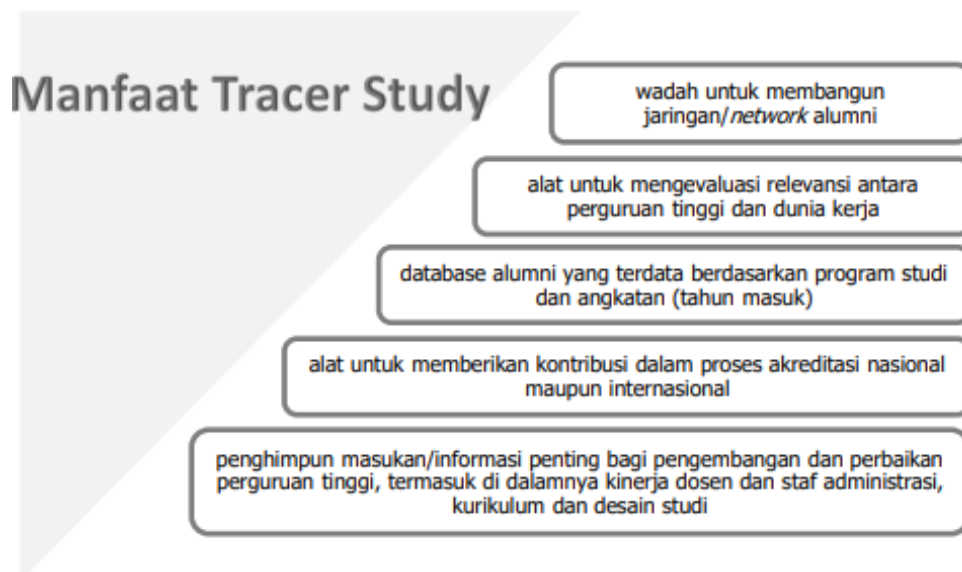 Manfaat Tracer Study
wadah untuk membangun
jaringan/network alumni
alat untuk mengevaluasi relevansi antara
perguruan tinggi dan dunia kerja
database alumni yang terdata berdasarkan program studi
dan angkatan (tahun masuk)
alat untuk memberikan kontribusi dalam proses akreditasi nasional
maupun internasional
penghimpun masukan/informasi penting bagi pengembangan dan perbaikan
perguruan tinggi, termasuk di dalamnya kinerja dosen dan staf administrasi,
kurikulum dan desain studi